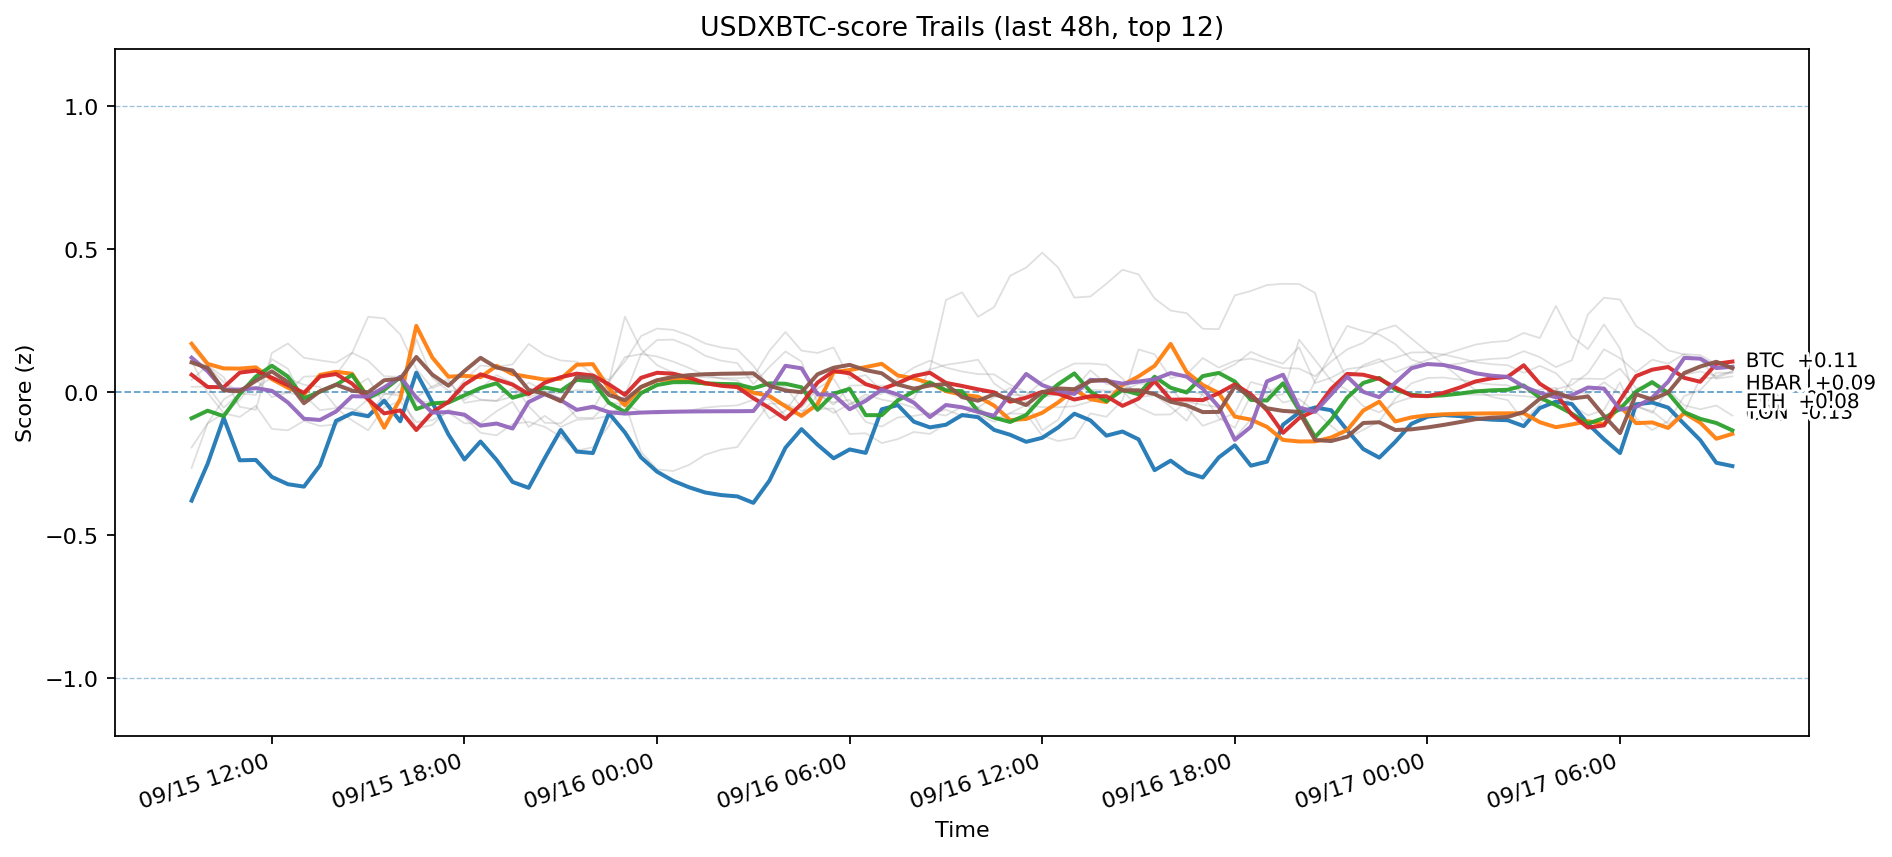 USDXBTC-score Trails (last 48h, top 12)
Score (z)
1.0
0.5
0.0
−0.5
−1.0
BTC +0.11
HBAR +0.09
ETH +0.08
-0.13
09/15 12:00
09/15 18:00
09/16 00:00
09/16 06:00
09/16 12:00
09/16 18:00
09/17 00:00
09/17 06:00
Time